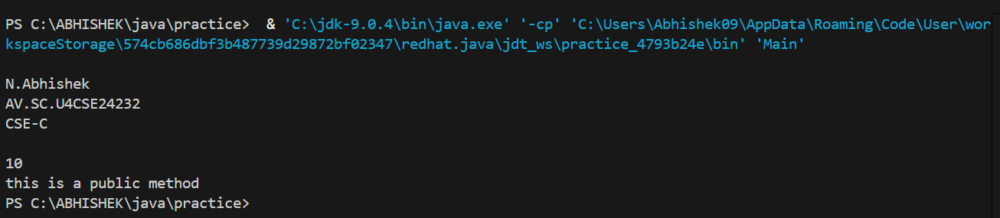 PS C:\ABHISHEK\java\practice>  & 'C:\jdk-9.0.4\bin\java.exe' '-cp' 'C:\Users\Abhishek09\AppData\Roaming\Code\User\wor
kspaceStorage\574cb686dbf3b487739d29872bf02347\redhat.java\jdt_ws\practice_4793b24e\bin' 'Main'
N.Abhishek
AV.SC.U4CSE24232
CSE-C
10
this is a public method
PS C:\ABHISHEK\java\practice>